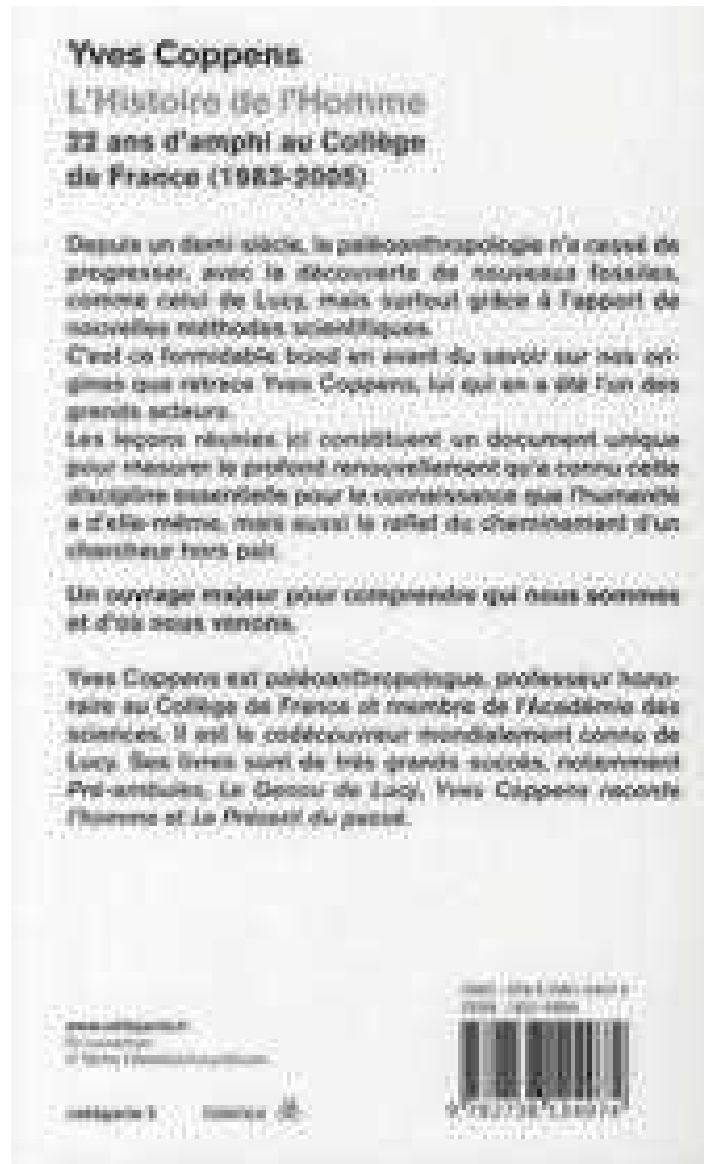 Yves Coppens
L'Histoire de l'Homme
22 ans d'amphi au Collège
de France (1983-2005)
Depuis un demi-siècle, la paléoanthropologie n'a cessé de
progresser, avec la découverte de nouveaux fossiles,
comme celui de Lucy, mais surtout grâce à l'apport de
nouvelles méthodes scientifiques.
C'est ce formidable bond en avant du savoir sur nos ori-
gines que retrace Yves Coppens, lui qui en a été l'un des
grands acteurs.
Les leçons réunies ici constituent un document unique
pour mesurer le profond renouvellement qu'a connu cette
discipline essentielle pour la connaissance que l'humanité
a d'elle-même, mais aussi le reflet du cheminement d'un
chercheur hors pair.
Un ouvrage majeur pour comprendre qui nous sommes
et d'où nous venons.
Yves Coppens est paléoanthropologue, professeur hono-
raire au Collège de France et membre de l'Académie des
sciences. Il est le codécouvreur mondialement connu de
Lucy. Ses livres sont de très grands succès, notamment
Pré-ambules, Le Genou de Lucy, Yves Coppens raconte
l'homme et Le Présent du passé.